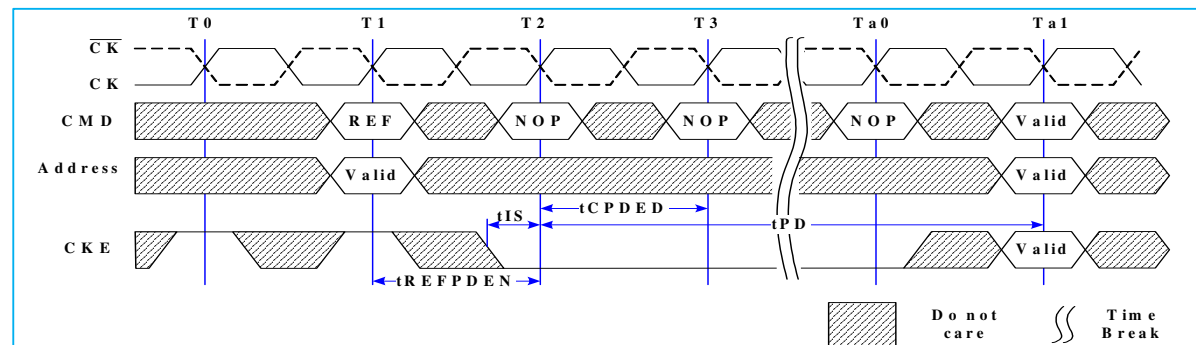 T0 T1 T2 T3 Ta0 Ta1
CK
CK
CMD REF NOP NOP NOP Valid
Address Valid Valid
tIS tCPDED tPD
CKE Valid
tREFPDEN
Do not care
Time Break